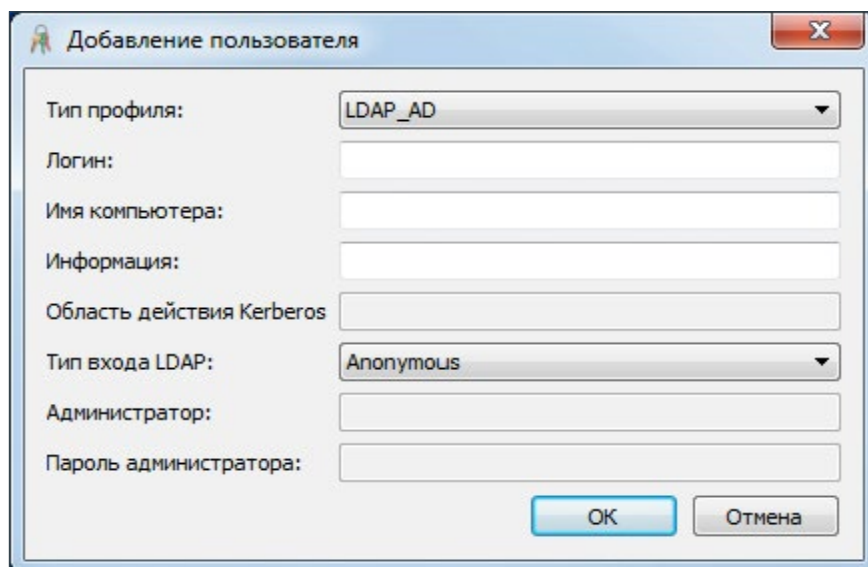 Добавление пользователя
Тип профиля: LDAP_AD
Логин:
Имя компьютера:
Информация:
Область действия Kerberos
Тип входа LDAP: Anonymous
Администратор:
Пароль администратора:
OK Отмена